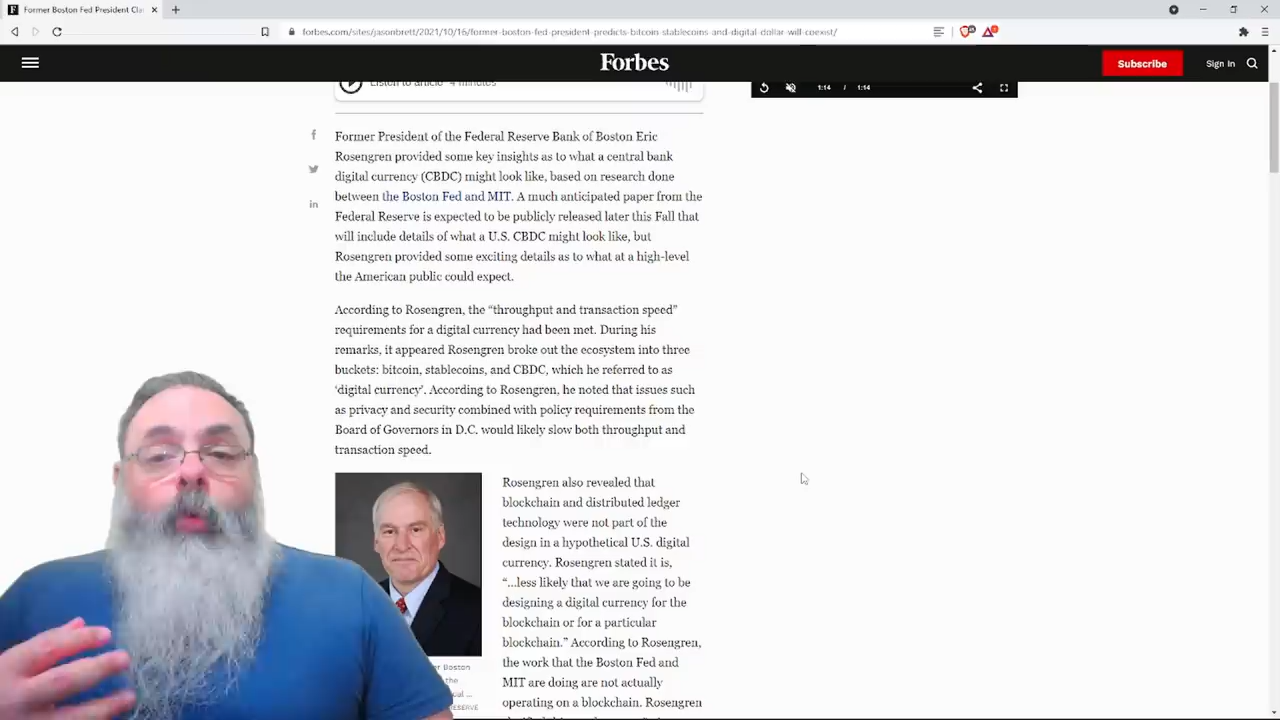 Former Boston Fed President Cla
forbes.com/sites/jasonbrett/2021/10/16/former-boston-fed-president-predicts-bitcoin-stablecoins-and-digital-dollar-will-coexist/
Forbes
Subscribe
Sign In
Listen to article 4 minutes
1:14 / 1:14
Former President of the Federal Reserve Bank of Boston Eric
Rosengren provided some key insights as to what a central bank
digital currency (CBDC) might look like, based on research done
between the Boston Fed and MIT. A much anticipated paper from the
Federal Reserve is expected to be publicly released later this Fall that
will include details of what a U.S. CBDC might look like, but
Rosengren provided some exciting details as to what at a high-level
the American public could expect.
According to Rosengren, the “throughput and transaction speed”
requirements for a digital currency had been met. During his
remarks, it appeared Rosengren broke out the ecosystem into three
buckets: bitcoin, stablecoins, and CBDC, which he referred to as
‘digital currency’. According to Rosengren, he noted that issues such
as privacy and security combined with policy requirements from the
Board of Governors in D.C. would likely slow both throughput and
transaction speed.
Rosengren also revealed that
blockchain and distributed ledger
technology were not part of the
design in a hypothetical U.S. digital
currency. Rosengren stated it is,
“...less likely that we are going to be
designing a digital currency for the
blockchain or for a particular
blockchain.” According to Rosengren,
the work that the Boston Fed and
MIT are doing are not actually
operating on a blockchain. Rosengren
Boston
the